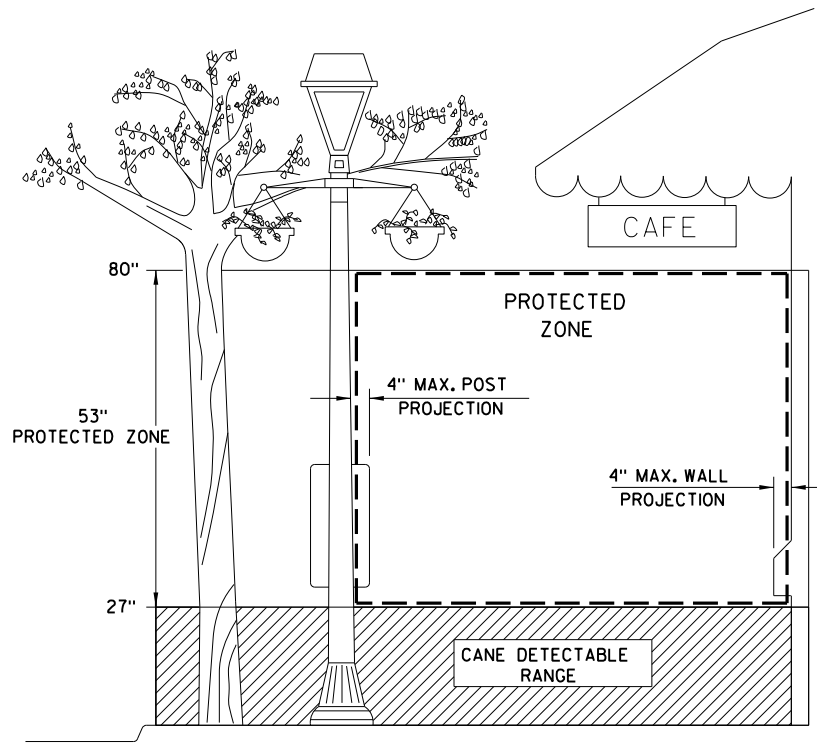 CAFE
80"
PROTECTED
ZONE
4" MAX. POST
PROJECTION
53"
PROTECTED ZONE
4" MAX. WALL
PROJECTION
27"
CANE DETECTABLE
RANGE